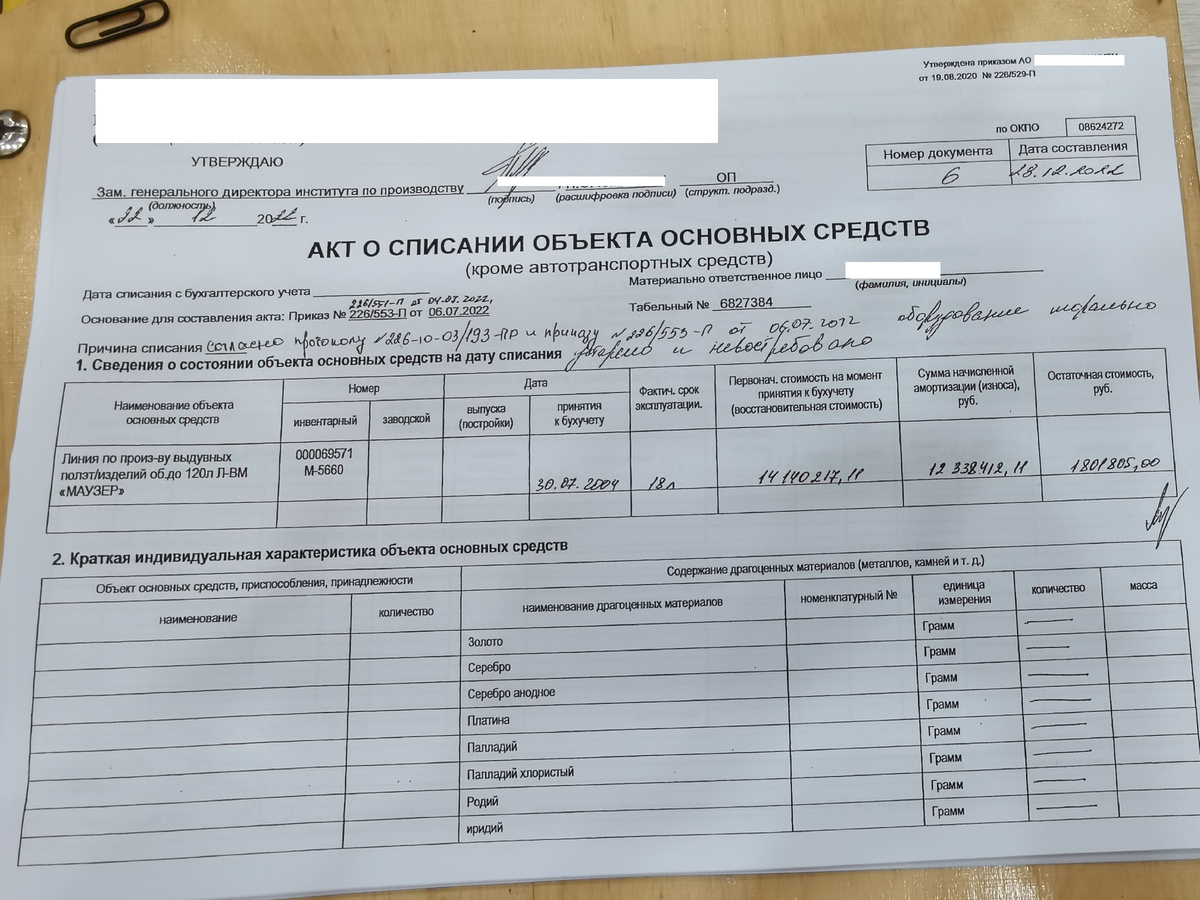 Утверждена приказом АО
от 19.08.2020 № 226/529-П
по ОКПО 08624272
Номер документа Дата составления
6 28.12.2022
УТВЕРЖДАЮ
Зам. генерального директора института по производству ОП
(должность) (подпись) (расшифровка подписи) (структ. подразд.)
«22» 12 2022 г.
АКТ О СПИСАНИИ ОБЪЕКТА ОСНОВНЫХ СРЕДСТВ
(кроме автотранспортных средств)
Материально ответственное лицо
(фамилия, инициалы)
Дата списания с бухгалтерского учета
226/551-П от 04.07.2022,
Основание для составления акта: Приказ № 226/553-П от 06.07.2022
Табельный № 6827384
Причина списания согласно протоколу №226-10-03/193-ПР и приказу №226/553-П от 06.07.2012 оборудование морально
устарело и невостребовано
1. Сведения о состоянии объекта основных средств на дату списания
Наименование объекта основных средств
Номер
инвентарный
заводской
Дата
выпуска (постройки)
принятия к бухучету
Фактич. срок эксплуатации.
Первонач. стоимость на момент принятия к бухучету (восстановительная стоимость)
Сумма начисленной амортизации (износа), руб.
Остаточная стоимость, руб.
Линия по произ-ву выдувных
полэт/изделий об.до 120л Л-ВМ
«МАУЗЕР»
000069571
М-5660
30.07.2004
18л
14 140217,11
12 338412,11
1801805,00
2. Краткая индивидуальная характеристика объекта основных средств
Объект основных средств, приспособления, принадлежности
Содержание драгоценных материалов (металлов, камней и т. д.)
наименование
количество
наименование драгоценных материалов
номенклатурный №
единица измерения
количество
масса
Золото Грамм —
Серебро Грамм —
Серебро анодное Грамм —
Платина Грамм —
Палладий Грамм —
Палладий хлористый Грамм —
Родий Грамм —
иридий Грамм —